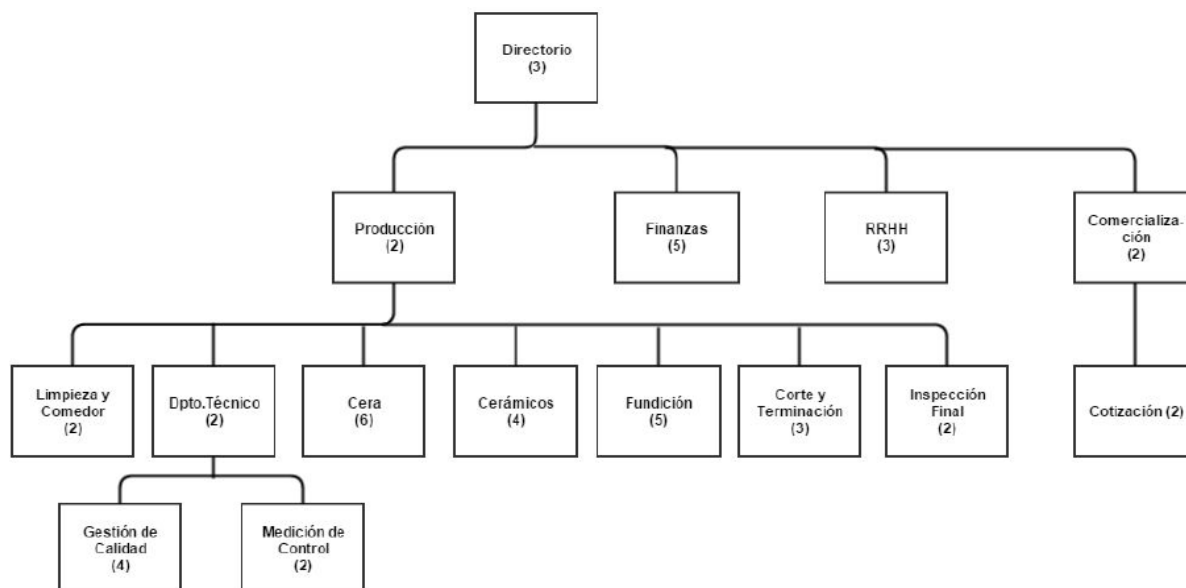 Directorio
(3)
Producción
(2)
Finanzas
(5)
RRHH
(3)
Comercializa-
ción
(2)
Limpieza y
Comedor
(2)
Dpto.Técnico
(2)
Cera
(6)
Cerámicos
(4)
Fundición
(5)
Corte y
Terminación
(3)
Inspección
Final
(2)
Cotización (2)
Gestión de
Calidad
(4)
Medición de
Control
(2)